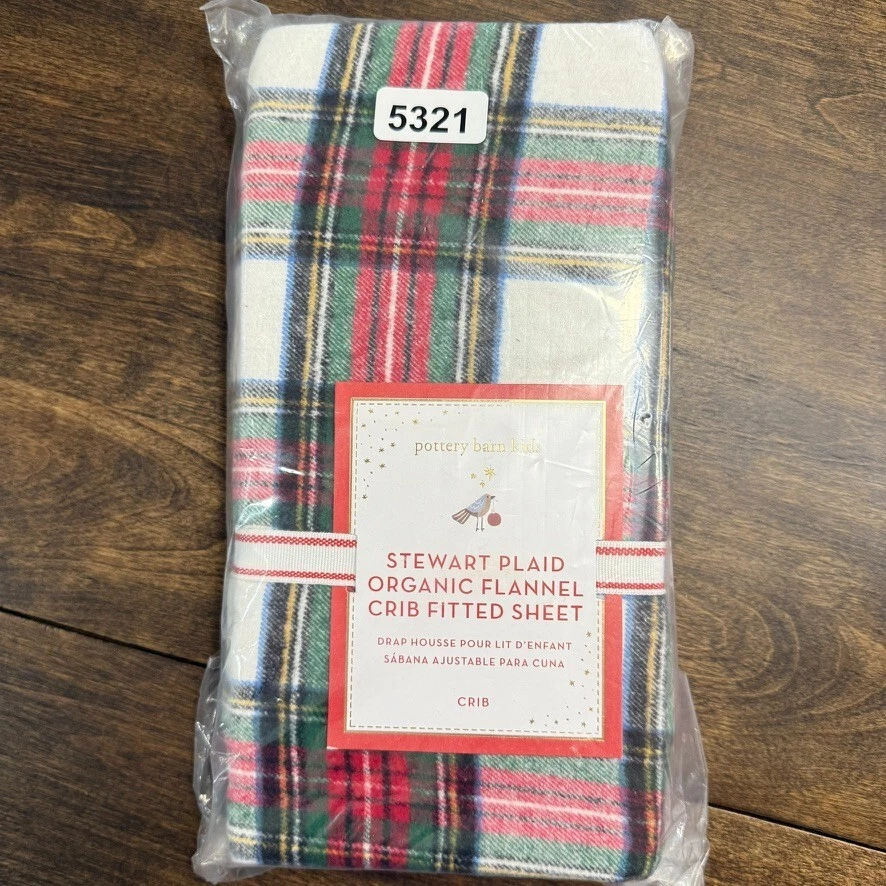 5321
pottery barn kids
STEWART PLAID
ORGANIC FLANNEL
CRIB FITTED SHEET
DRAP HOUSSE POUR LIT D'ENFANT
SÁBANA AJUSTABLE PARA CUNA
CRIB